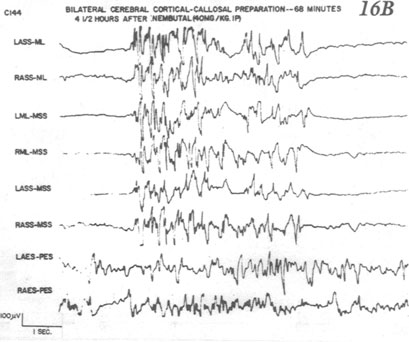 C144
BILATERAL CEREBRAL CORTICAL-CALLOSAL PREPARATION--68 MINUTES
4 1/2 HOURS AFTER NEMBUTAL (40MG/KG. IP)
16B
LASS-ML
RASS-ML
LML-MSS
RML-MSS
LASS-MSS
RASS-MSS
LAES-PES
RAES-PES
100µV
1 SEC.